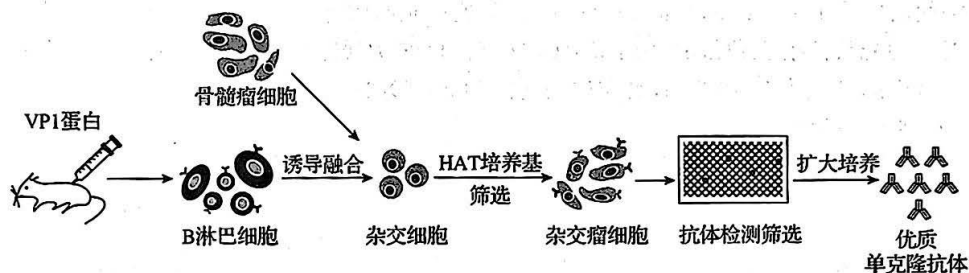 骨髓瘤细胞
VP1蛋白
诱导融合
HAT培养基
筛选
扩大培养
B淋巴细胞
杂交细胞
杂交瘤细胞
抗体检测筛选
优质
单克隆抗体